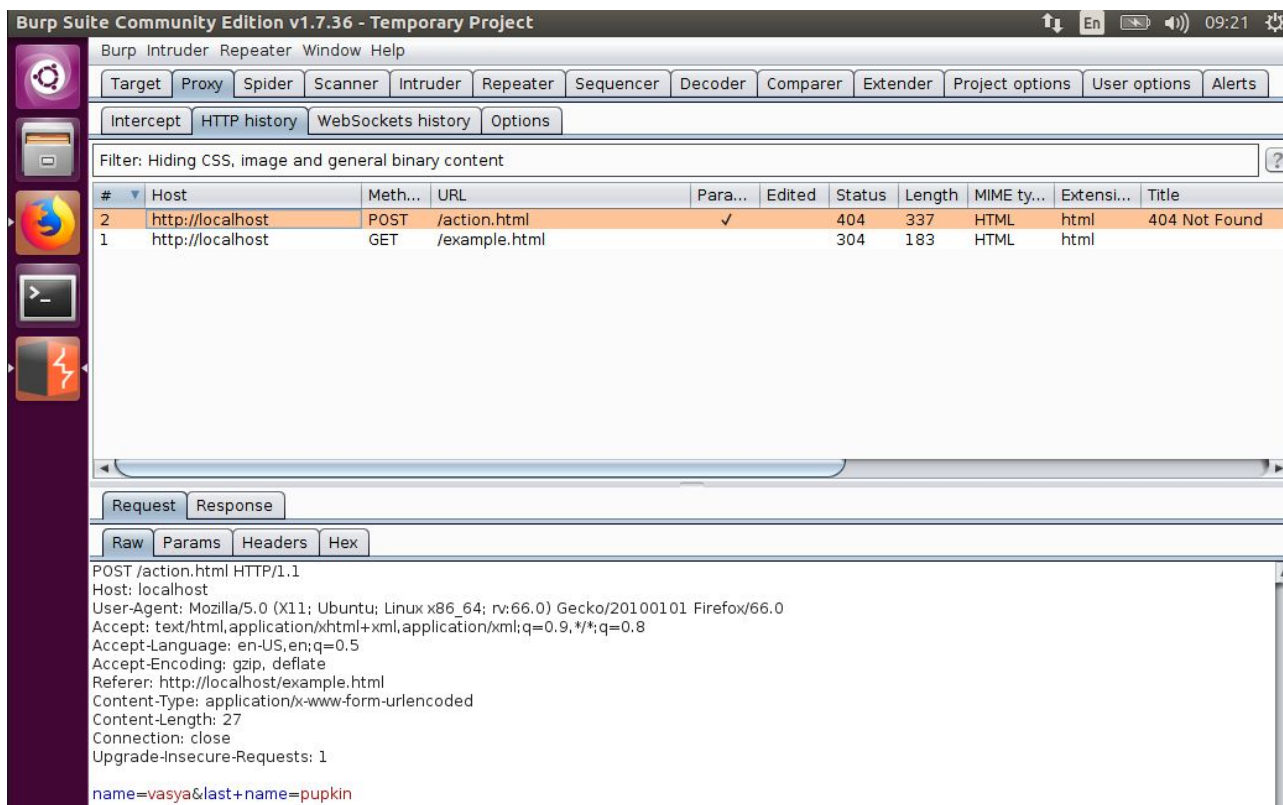 Burp Suite Community Edition v1.7.36 - Temporary Project En 09:21
Burp Intruder Repeater Window Help
Target Proxy Spider Scanner Intruder Repeater Sequencer Decoder Comparer Extender Project options User options Alerts
Intercept HTTP history WebSockets history Options
Filter: Hiding CSS, image and general binary content ?
# Host Meth... URL Para... Edited Status Length MIME ty... Extensi... Title
2 http://localhost POST /action.html ✓ 404 337 HTML html 404 Not Found
1 http://localhost GET /example.html 304 183 HTML html
Request Response
Raw Params Headers Hex
POST /action.html HTTP/1.1
Host: localhost
User-Agent: Mozilla/5.0 (X11; Ubuntu; Linux x86_64; rv:66.0) Gecko/20100101 Firefox/66.0
Accept: text/html,application/xhtml+xml,application/xml;q=0.9,*/*;q=0.8
Accept-Language: en-US,en;q=0.5
Accept-Encoding: gzip, deflate
Referer: http://localhost/example.html
Content-Type: application/x-www-form-urlencoded
Content-Length: 27
Connection: close
Upgrade-Insecure-Requests: 1
name=vasya&last+name=pupkin